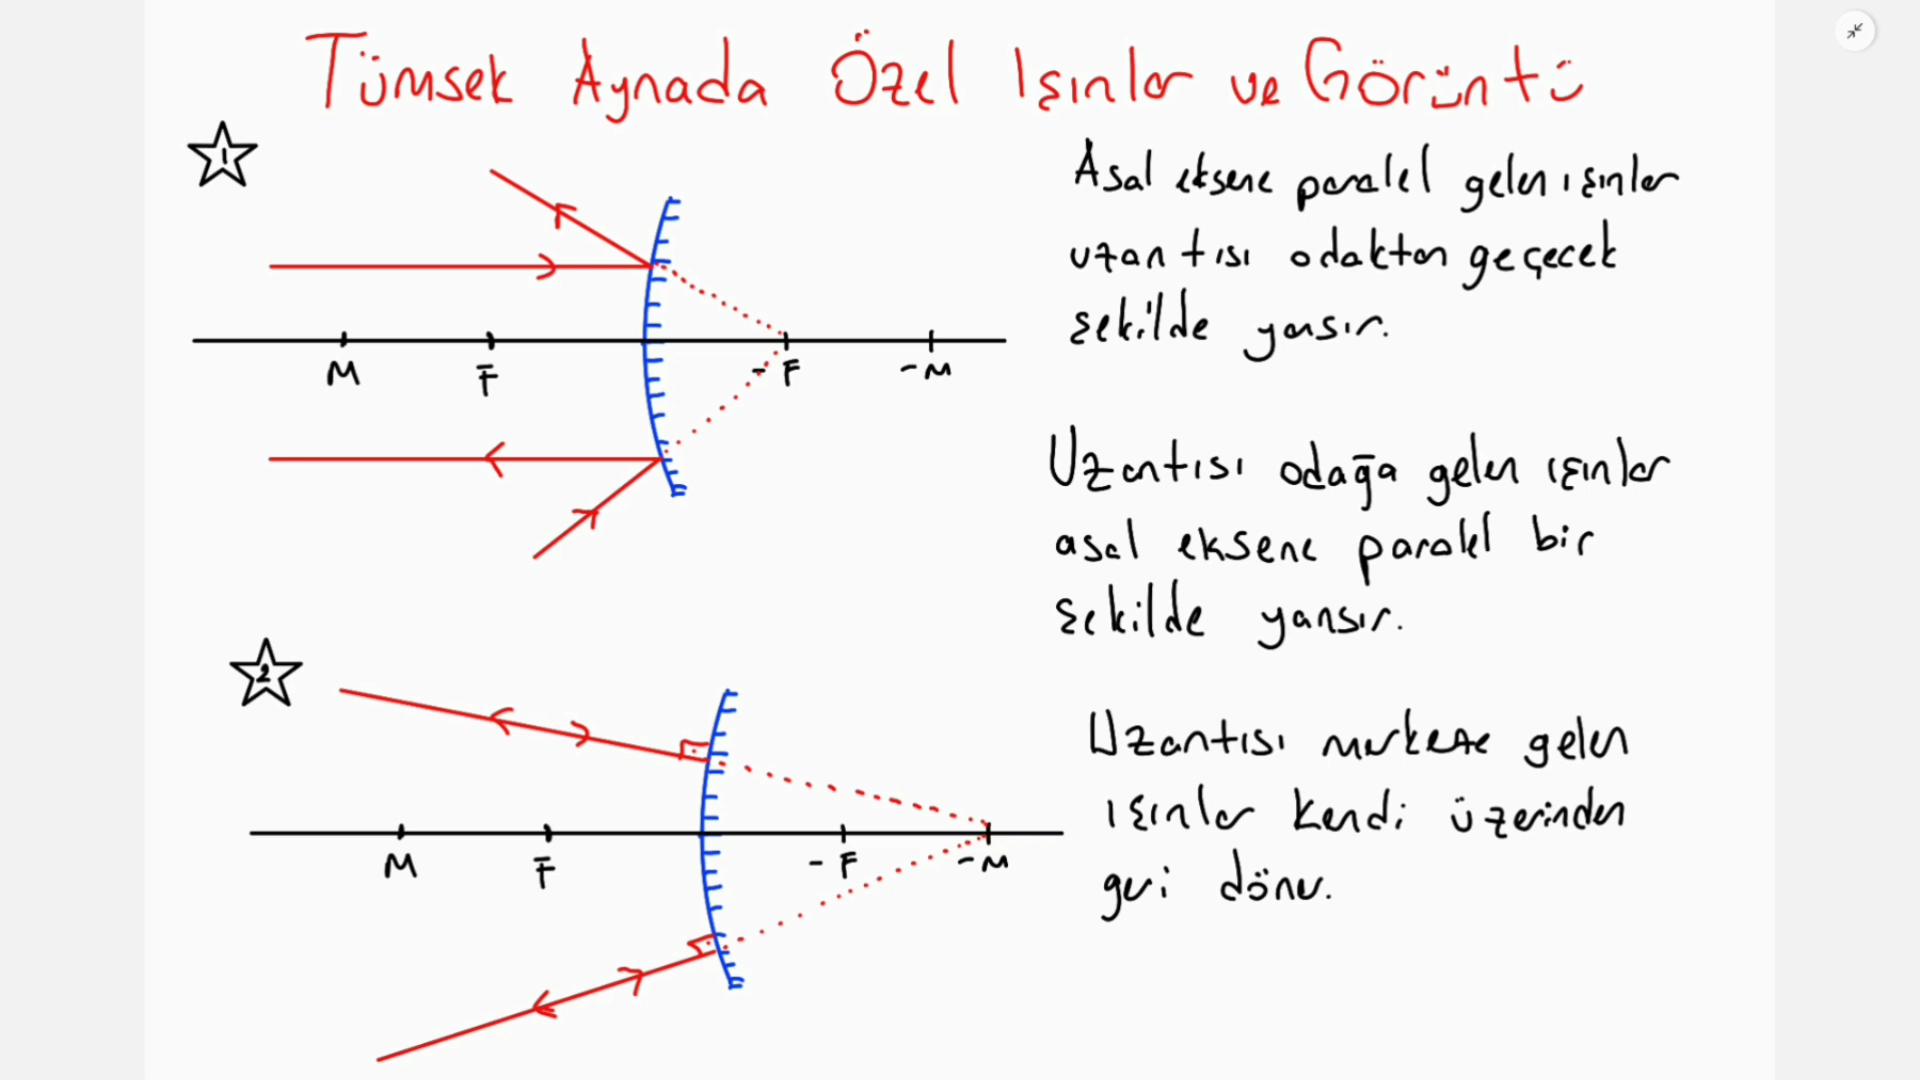 Tümsek Aynada Özel Işınlar ve Görüntü
1
Asal eksene paralel gelen ışınlar
uzantısı odaktan geçecek
şekilde yansır.
M F -F -M
Uzantısı odağa gelen ışınlar
asal eksene paralel bir
şekilde yansır.
2
Uzantısı merkeze gelen
ışınlar kendi üzerinden
geri döner.
M F -F -M